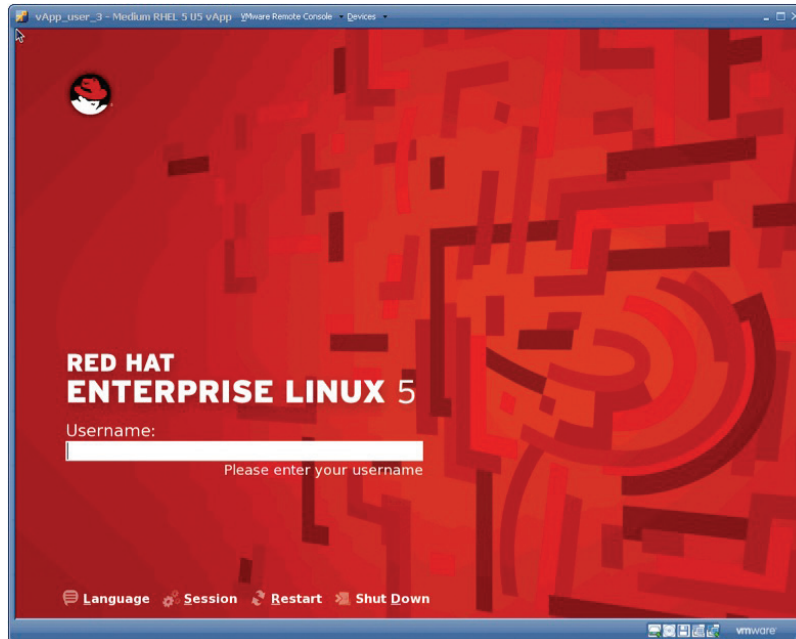 vApp_user_3 - Medium RHEL 5 U5 vApp VMware Remote Console Devices
RED HAT
ENTERPRISE LINUX 5
Username:
Please enter your username
Language Session Restart Shut Down
vmware